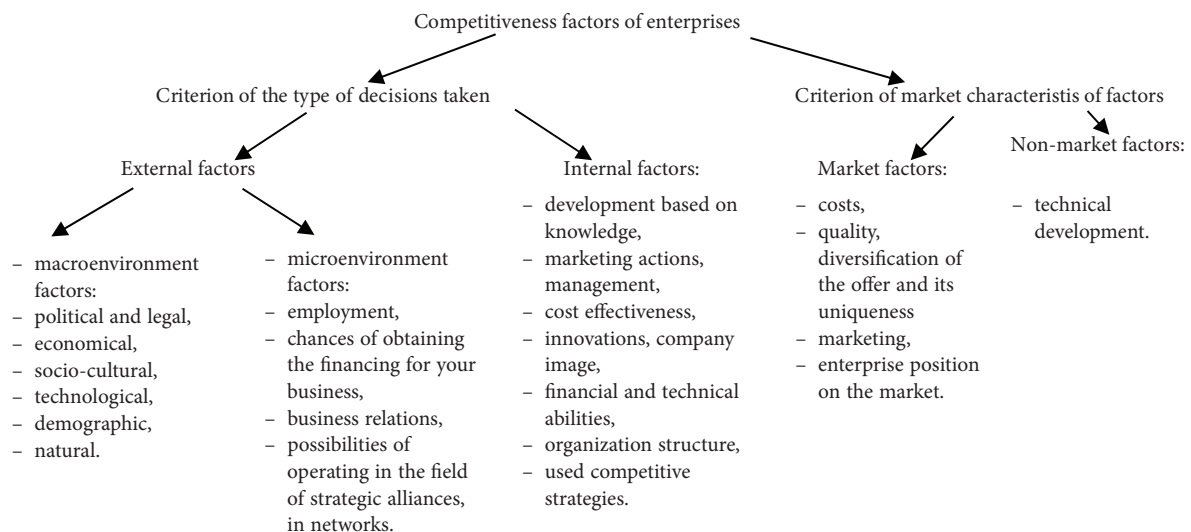 Competitiveness factors of enterprises
Criterion of the type of decisions taken
Criterion of market characteristis of factors
External factors
– macroenvironment
factors:
– political and legal,
– economical,
– socio-cultural,
– technological,
– demographic,
– natural.
– microenvironment
factors:
– employment,
– chances of obtaining
the financing for your
business,
– business relations,
– possibilities of
operating in the field
of strategic alliances,
in networks.
Internal factors:
– development based on
knowledge,
– marketing actions,
management,
– cost effectiveness,
– innovations, company
image,
– financial and technical
abilities,
– organization structure,
– used competitive
strategies.
Market factors:
– costs,
– quality,
diversification of
the offer and its
uniqueness
– marketing,
– enterprise position
on the market.
Non-market factors:
– technical
development.